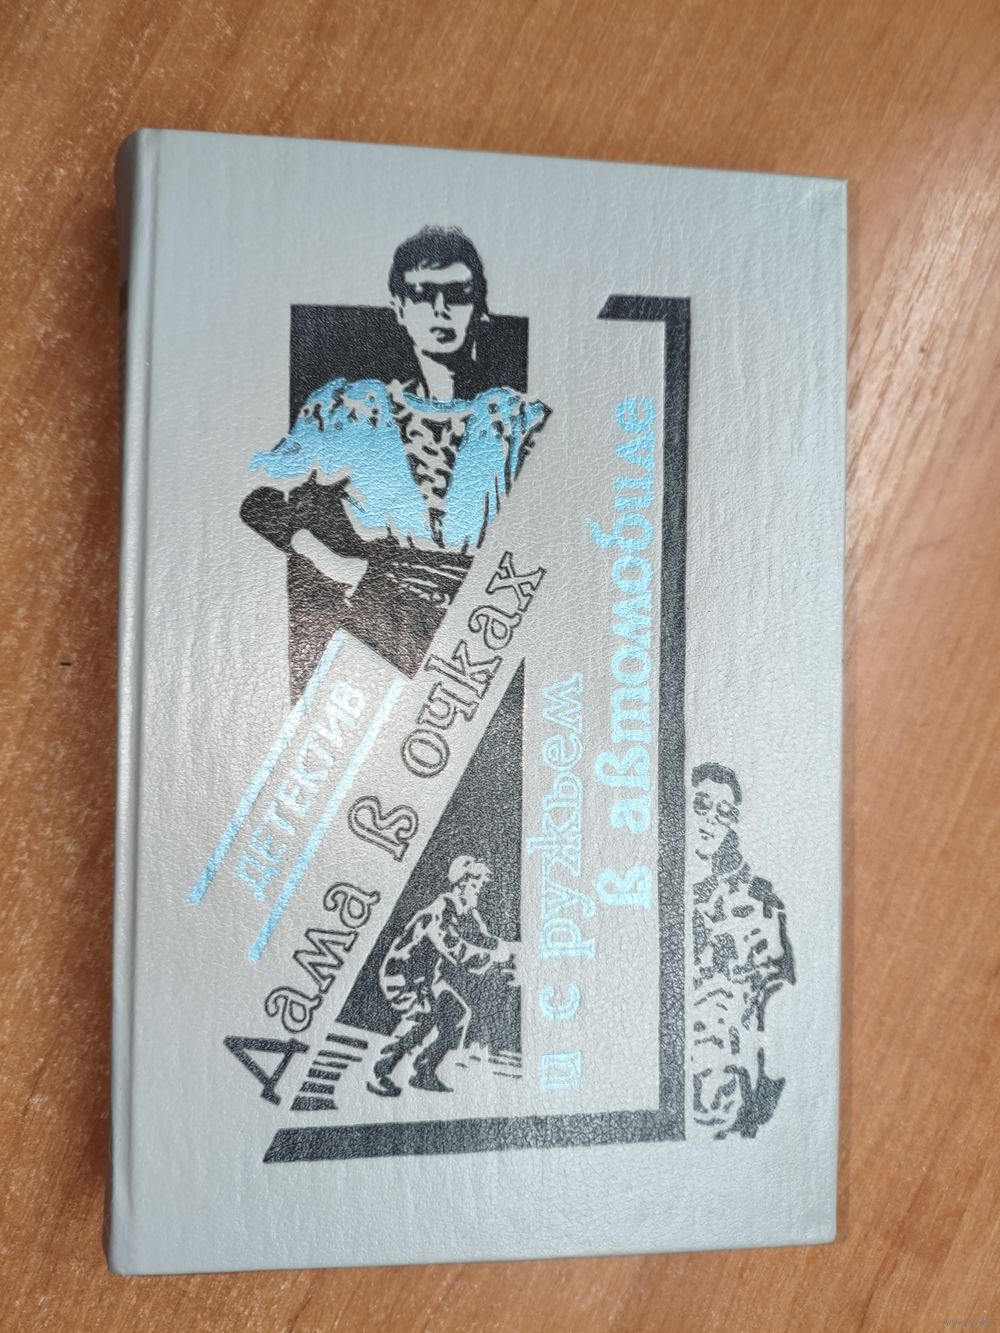 ДЕТЕКТИВ
Дама в очках
и с ружьем
в автомобиле